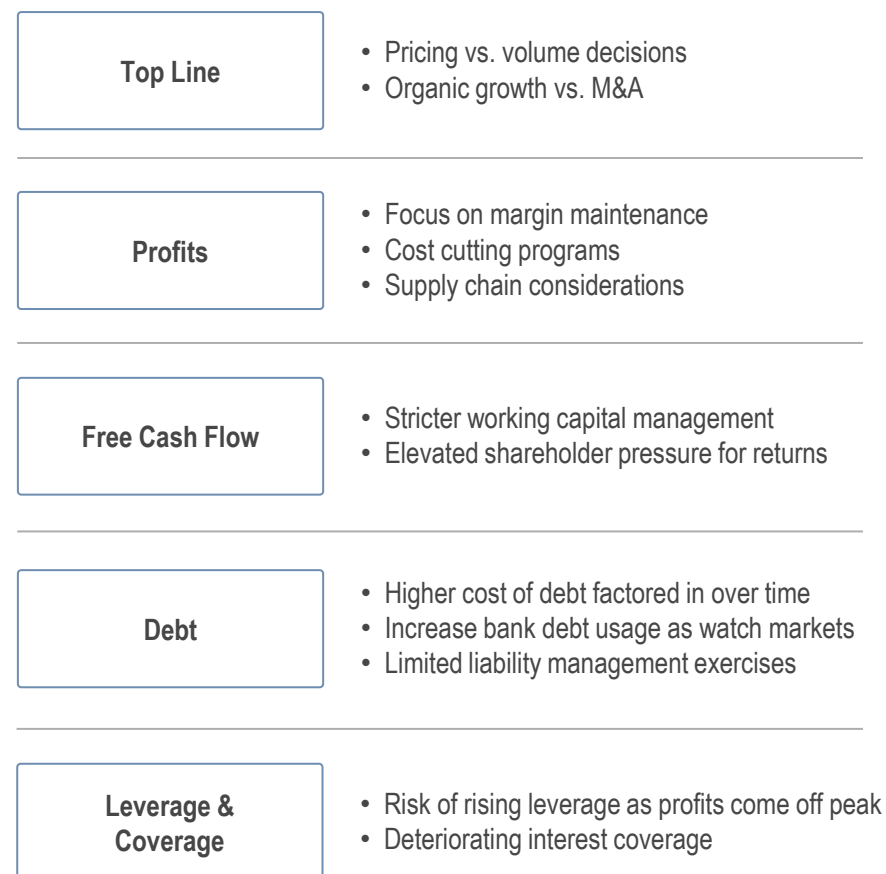 Top Line
• Pricing vs. volume decisions
• Organic growth vs. M&A
Profits
• Focus on margin maintenance
• Cost cutting programs
• Supply chain considerations
Free Cash Flow
• Stricter working capital management
• Elevated shareholder pressure for returns
Debt
• Higher cost of debt factored in over time
• Increase bank debt usage as watch markets
• Limited liability management exercises
Leverage &
Coverage
• Risk of rising leverage as profits come off peak
• Deteriorating interest coverage